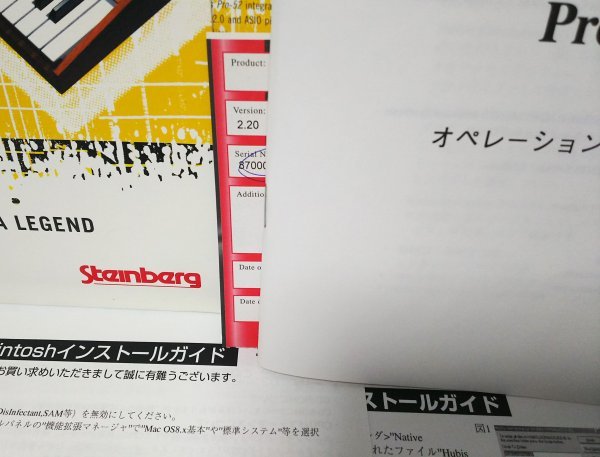 Pro-52 integra
2.0 and ASIO
Product:
Version:
2.20
Serial N
87000
Additio
Date o
Date o
A LEGEND
Steinberg
Pro
オペレーション
intoshインストールガイド
お買い求めいただきまして誠に有難うございます。
DisInfectant,SAM等）を無効にしてください。
ルパネルの"機能拡張マネージャ"で"Mac OS8.x基本"や"標準システム"等を選択
ストールガイド
ダ>"Native
図1
れたファイル"Hubis